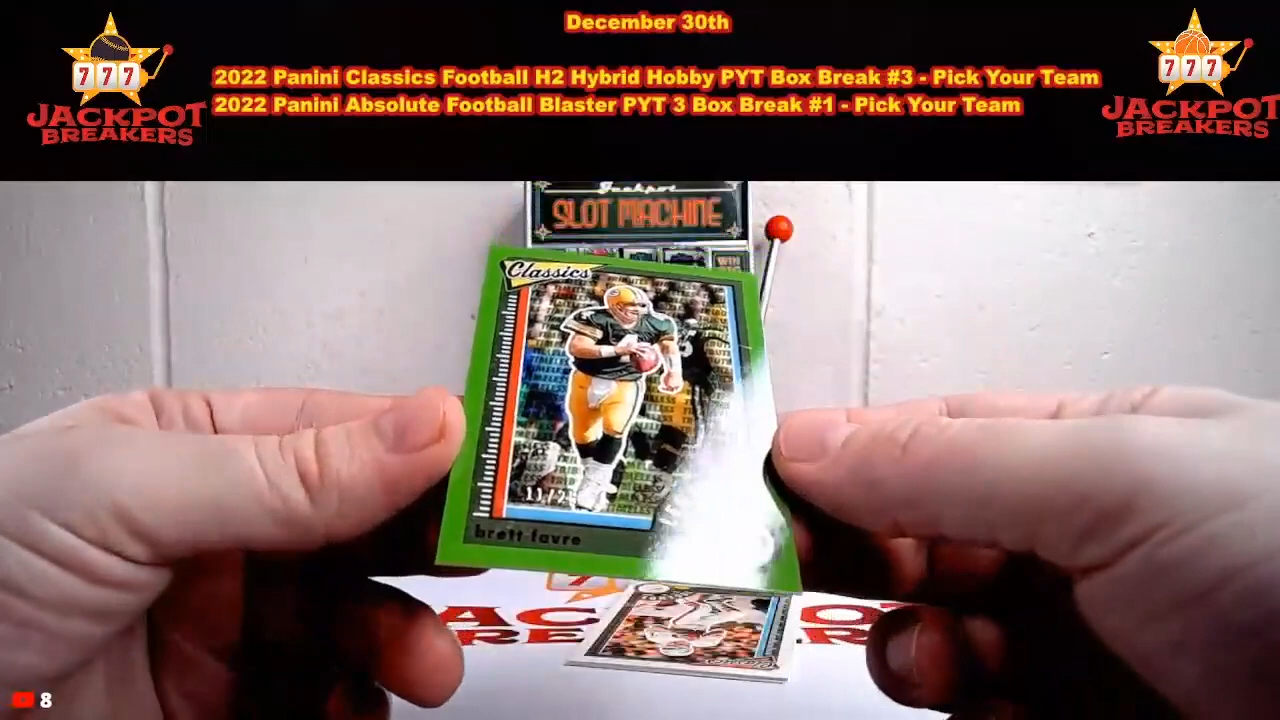 December 30th
2022 Panini Classics Football H2 Hybrid Hobby PYT Box Break #3 - Pick Your Team
2022 Panini Absolute Football Blaster PYT 3 Box Break #1 - Pick Your Team
777
JACKPOT
BREAKERS
777
JACKPOT
BREAKERS
Jackpot
SLOT MACHINE
WIN
Classics
brett favre
8